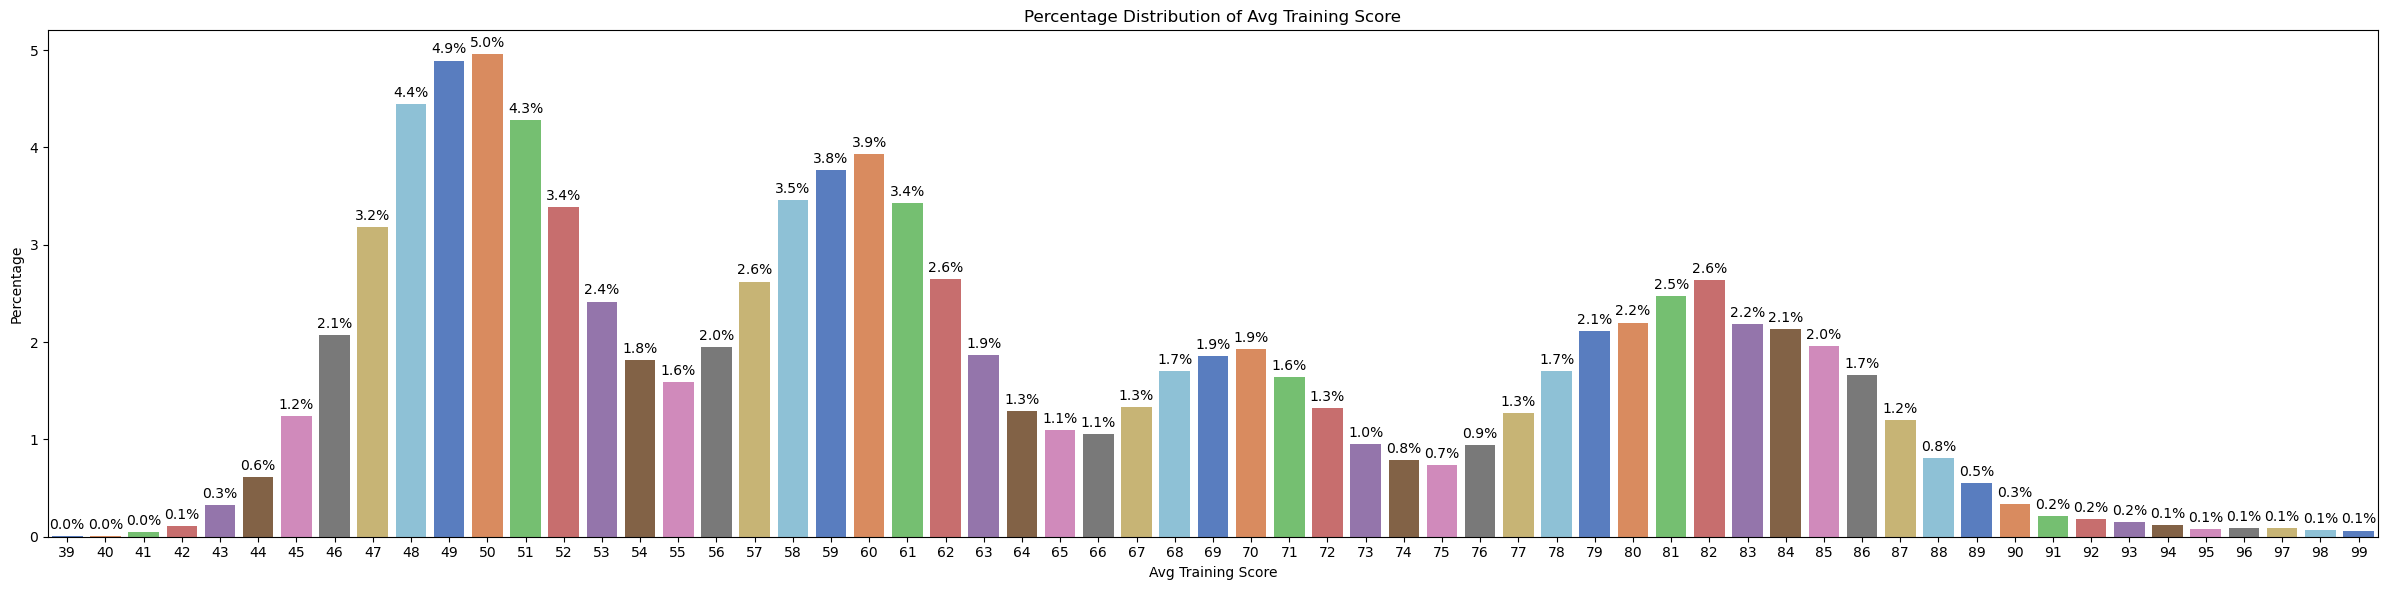 Percentage Distribution of Avg Training Score
Percentage
5
4
3
2
1
0
0.0% 0.0% 0.0% 0.1% 0.3% 0.6% 1.2% 2.1% 3.2% 4.4% 4.9% 5.0% 4.3% 3.4% 2.4% 1.8% 1.6% 2.0% 2.6% 3.5% 3.8% 3.9% 3.4% 2.6% 1.9% 1.3% 1.1% 1.1% 1.3% 1.7% 1.9% 1.9% 1.6% 1.3% 1.0% 0.8% 0.7% 0.9% 1.3% 1.7% 2.1% 2.2% 2.5% 2.6% 2.2% 2.1% 2.0% 1.7% 1.2% 0.8% 0.5% 0.3% 0.2% 0.2% 0.2% 0.1% 0.1% 0.1% 0.1% 0.1% 0.1%
39 40 41 42 43 44 45 46 47 48 49 50 51 52 53 54 55 56 57 58 59 60 61 62 63 64 65 66 67 68 69 70 71 72 73 74 75 76 77 78 79 80 81 82 83 84 85 86 87 88 89 90 91 92 93 94 95 96 97 98 99
Avg Training Score